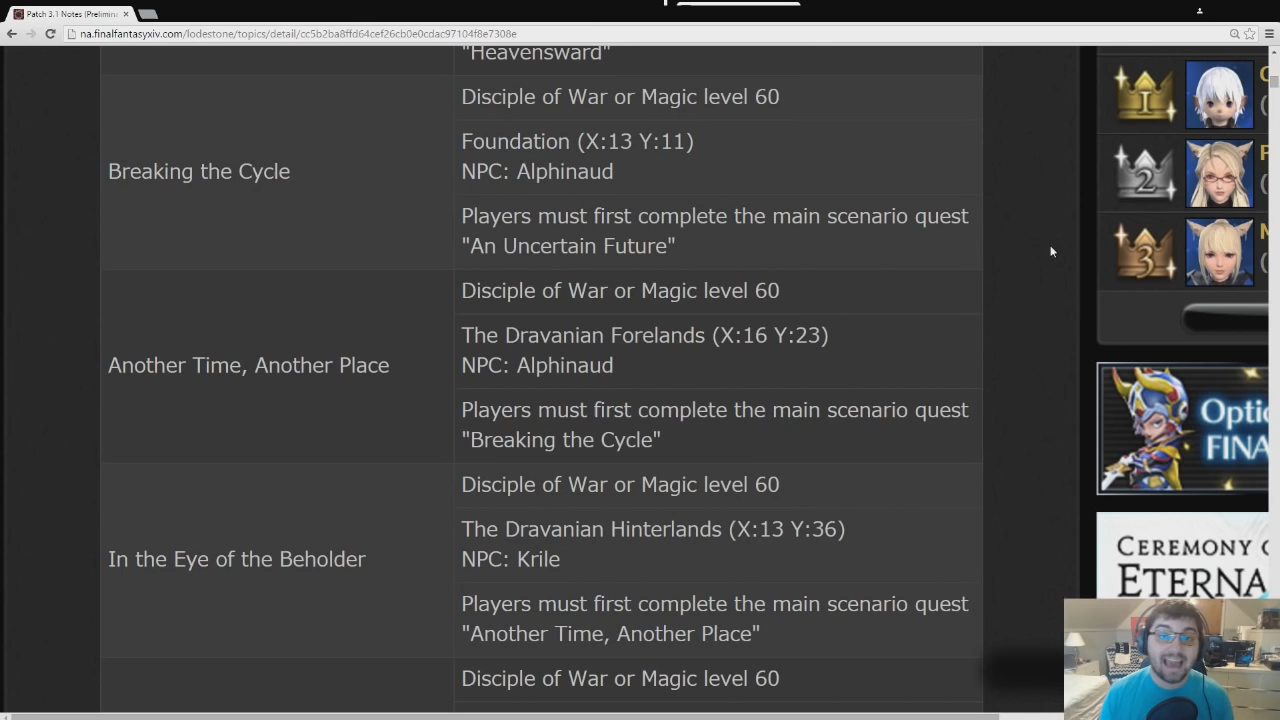 Patch 3.1 Notes (Prelimin
na.finalfantasyxiv.com/lodestone/topics/detail/cc5b2ba8ffd64cef26cb0e0cdac97104f8e7308e
"Heavensward"
Breaking the Cycle
Disciple of War or Magic level 60
Foundation (X:13 Y:11)
NPC: Alphinaud
Players must first complete the main scenario quest
"An Uncertain Future"
Another Time, Another Place
Disciple of War or Magic level 60
The Dravanian Forelands (X:16 Y:23)
NPC: Alphinaud
Players must first complete the main scenario quest
"Breaking the Cycle"
In the Eye of the Beholder
Disciple of War or Magic level 60
The Dravanian Hinterlands (X:13 Y:36)
NPC: Krile
Players must first complete the main scenario quest
"Another Time, Another Place"
Disciple of War or Magic level 60
1
2
3
Optio
FINA
CEREMONY
ETERNA